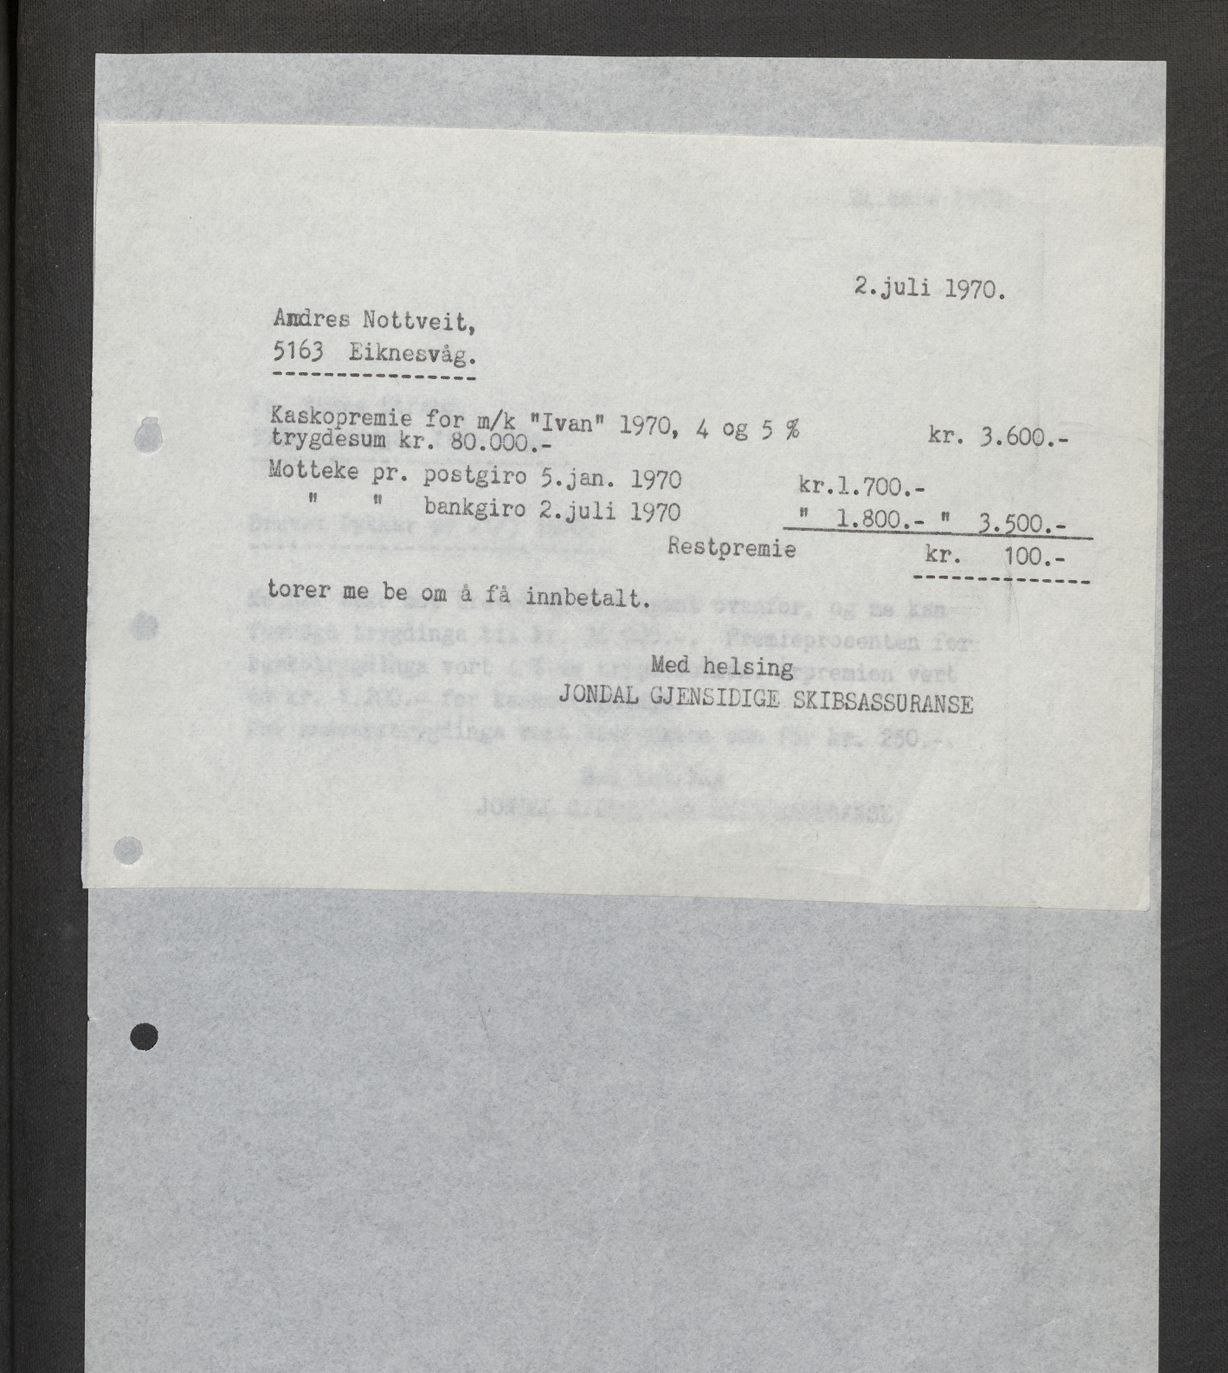 2.juli 1970.
Andres Nottveit,
5163 Eiknesvåg.
Kaskopremie for m/k "Ivan" 1970, 4 og 5 %
trygdesum kr. 80.000.- kr. 3.600.-
Motteke pr. postgiro 5.jan. 1970 kr.1.700.-
" " bankgiro 2.juli 1970 " 1.800.- " 3.500.-
Restpremie kr. 100.-
torer me be om å få innbetalt.
Med helsing
JONDAL GJENSIDIGE SKIBSASSURANSE